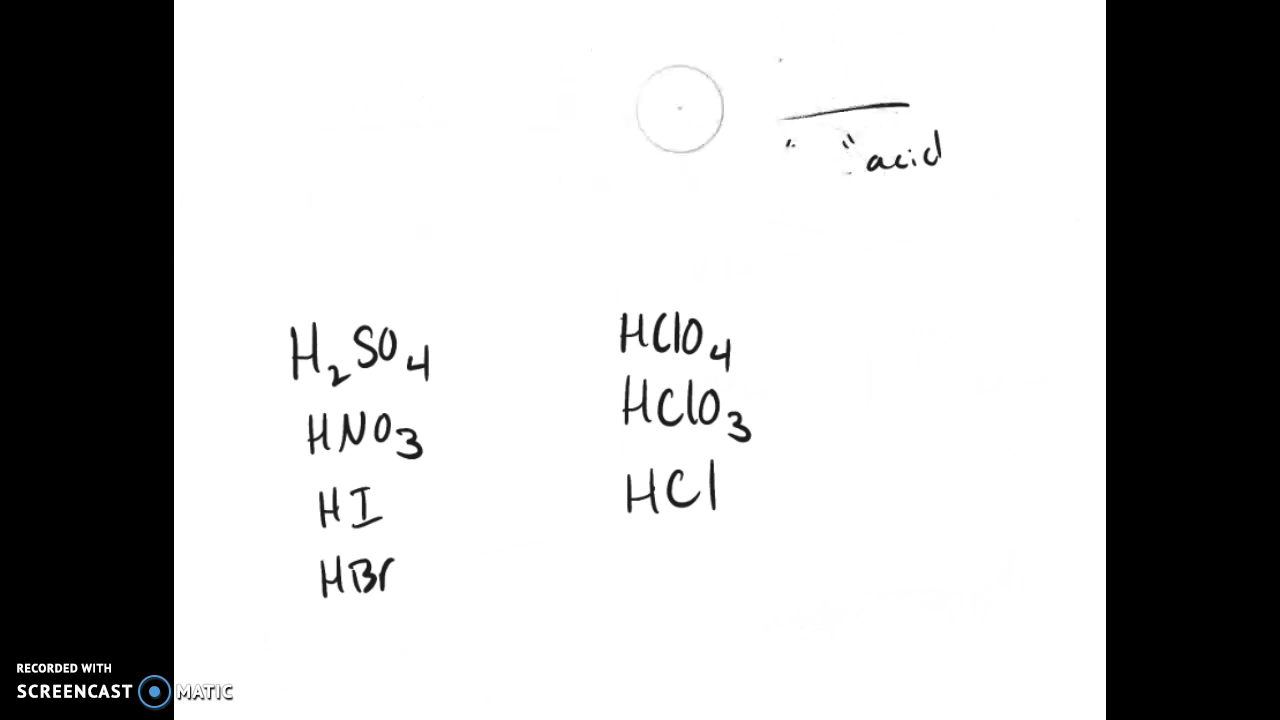 " " acid
H₂SO₄
HNO₃
HI
HBr
HClO₄
HClO₃
HCl
RECORDED WITH
SCREENCAST MATIC